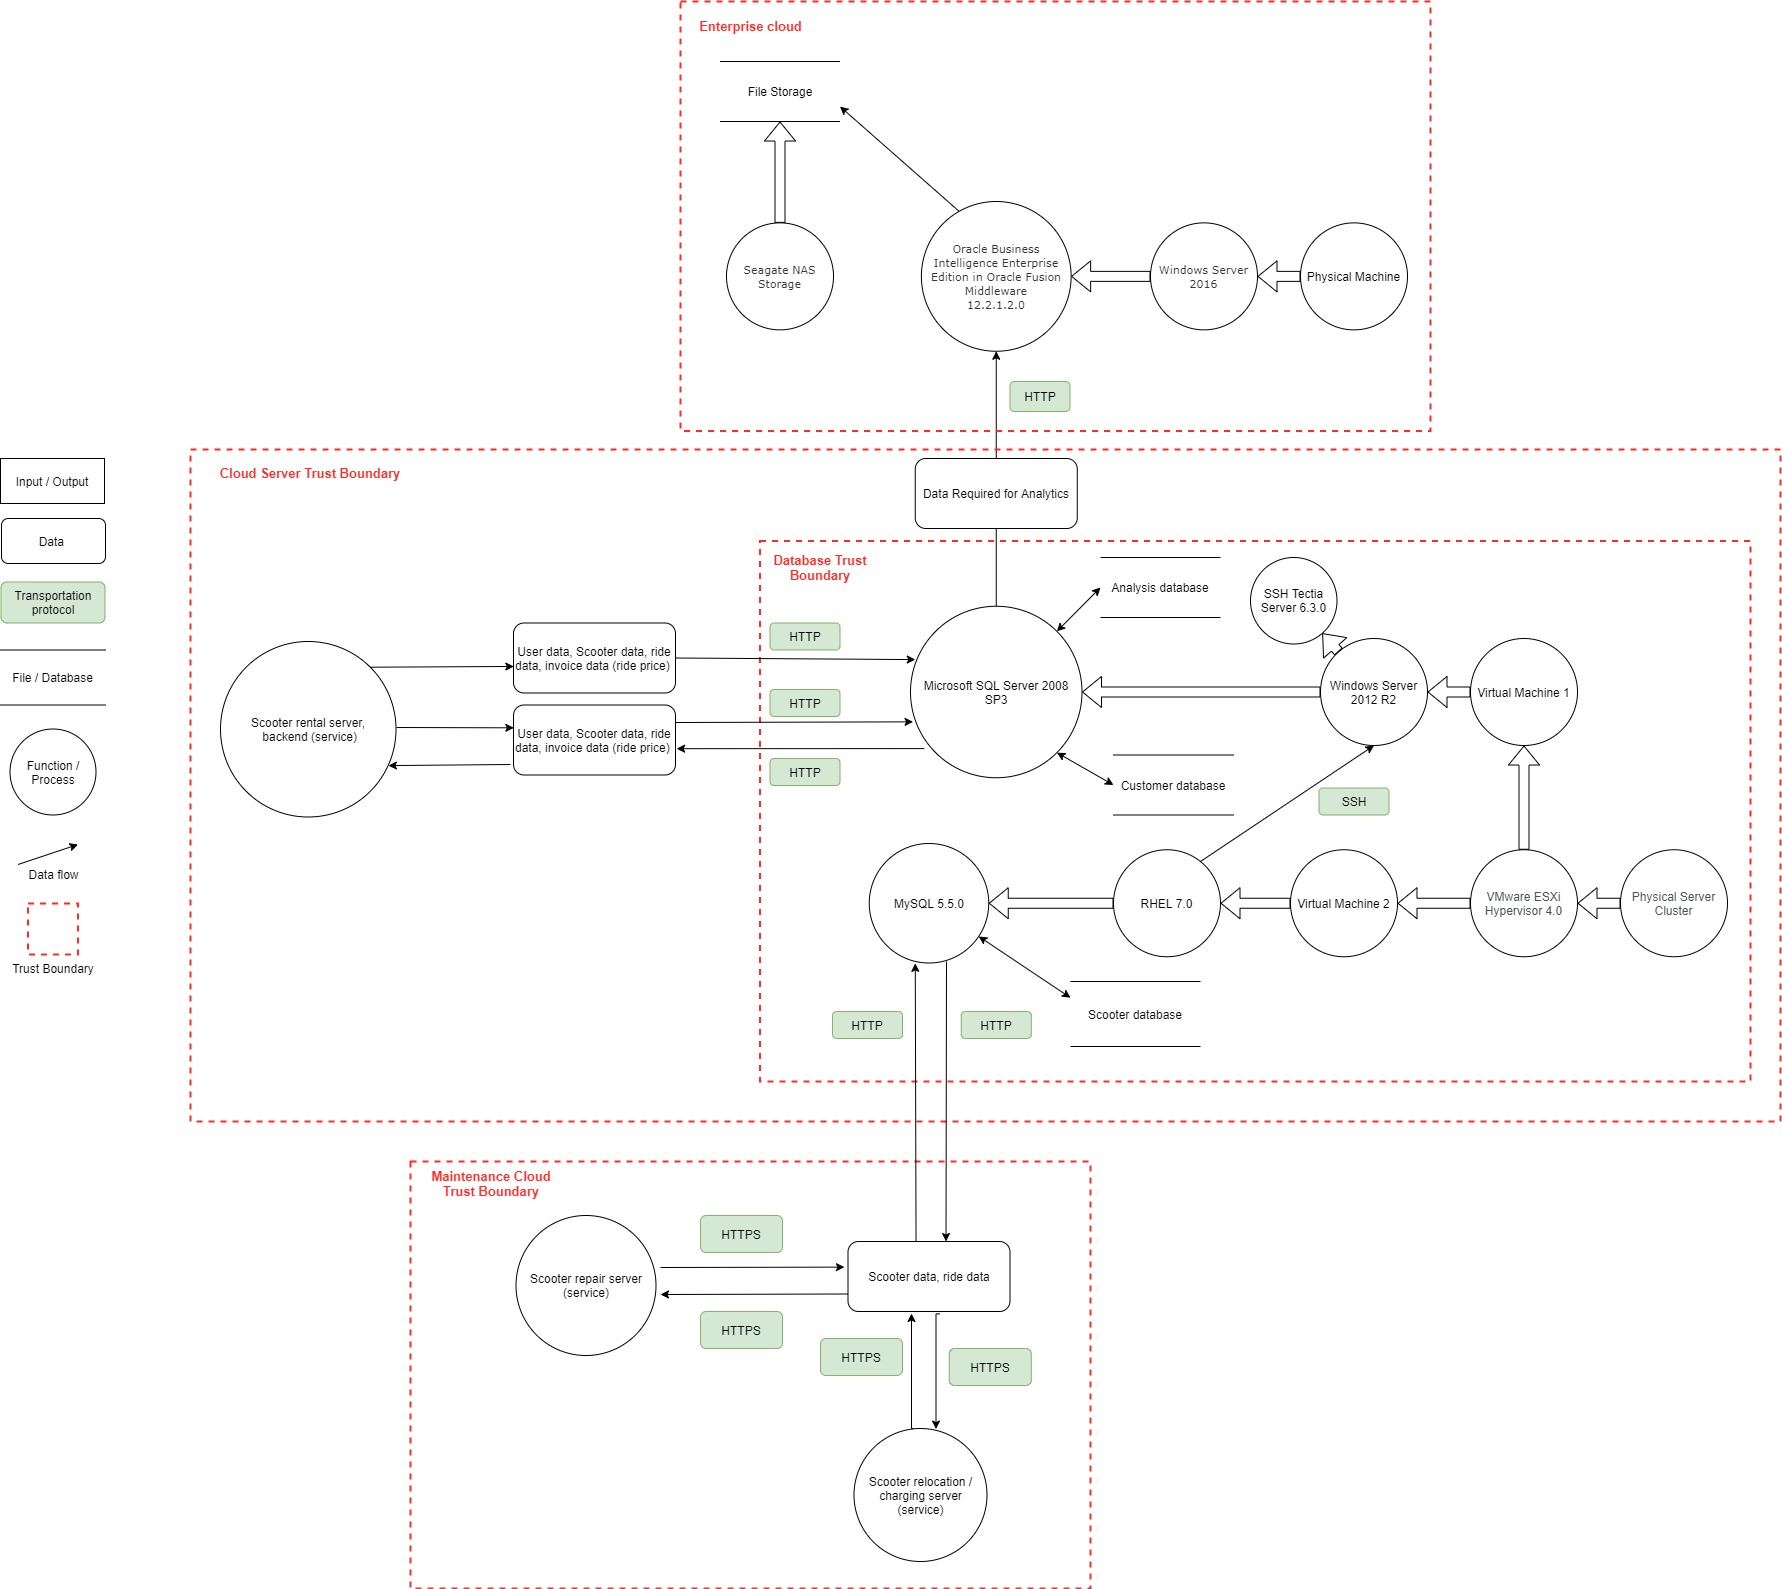 Enterprise cloud
File Storage
Seagate NAS
Storage
Oracle Business
Intelligence Enterprise
Edition in Oracle Fusion
Middleware
12.2.1.2.0
Windows Server
2016
Physical Machine
HTTP
Cloud Server Trust Boundary
Data Required for Analytics
Input / Output
Data
Transportation
protocol
File / Database
Function /
Process
Data flow
Trust Boundary
Database Trust
Boundary
Analysis database
SSH Tectia
Server 6.3.0
User data, Scooter data, ride
data, invoice data (ride price)
HTTP
Scooter rental server,
backend (service)
User data, Scooter data, ride
data, invoice data (ride price)
HTTP
HTTP
Microsoft SQL Server 2008
SP3
Windows Server
2012 R2
Virtual Machine 1
Customer database
SSH
MySQL 5.5.0
RHEL 7.0
Virtual Machine 2
VMware ESXi
Hypervisor 4.0
Physical Server
Cluster
HTTP
HTTP
Scooter database
Maintenance Cloud
Trust Boundary
HTTPS
Scooter repair server
(service)
Scooter data, ride data
HTTPS
HTTPS
HTTPS
Scooter relocation /
charging server
(service)